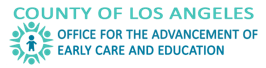 COUNTY OF LOS ANGELES
OFFICE FOR THE ADVANCEMENT OF
EARLY CARE AND EDUCATION